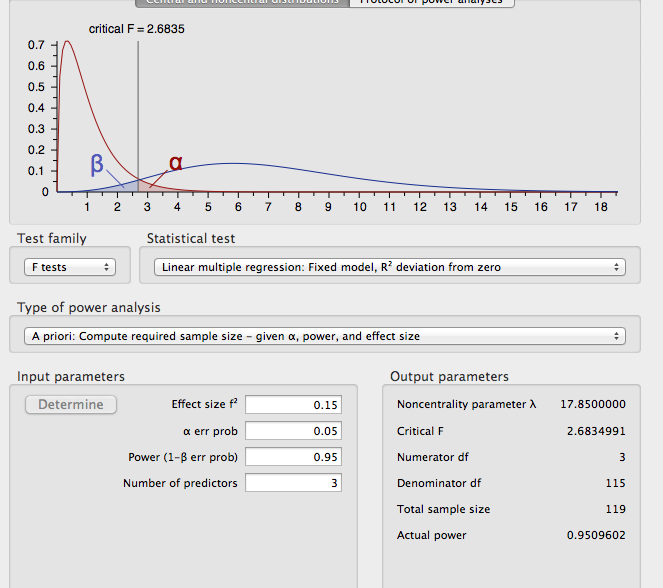 Central and noncentral distributions Protocol of power analyses
critical F = 2.6835
0.7
0.6
0.5
0.4
0.3
0.2
0.1
0
β
α
1 2 3 4 5 6 7 8 9 10 11 12 13 14 15 16 17 18
Test family Statistical test
F tests Linear multiple regression: Fixed model, R² deviation from zero
Type of power analysis
A priori: Compute required sample size – given α, power, and effect size
Input parameters Output parameters
Determine Effect size f² 0.15 Noncentrality parameter λ 17.8500000
α err prob 0.05 Critical F 2.6834991
Power (1-β err prob) 0.95 Numerator df 3
Number of predictors 3 Denominator df 115
Total sample size 119
Actual power 0.9509602